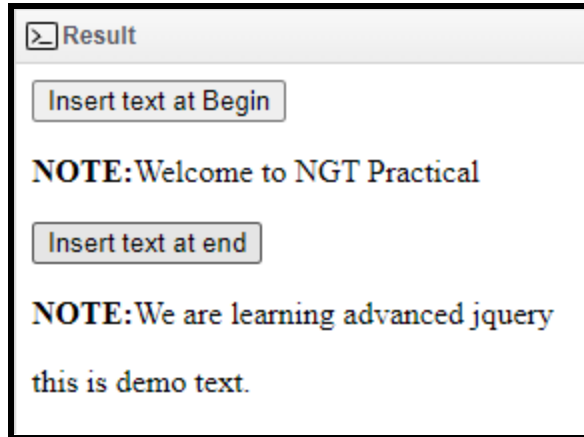 Result
Insert text at Begin
NOTE:Welcome to NGT Practical
Insert text at end
NOTE:We are learning advanced jquery
this is demo text.